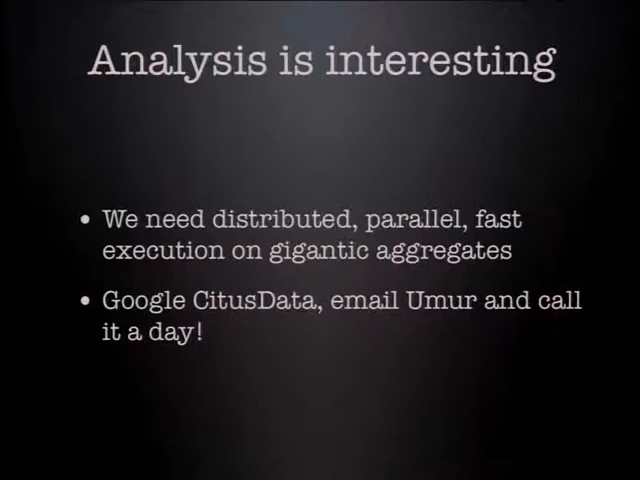 Analysis is interesting
• We need distributed, parallel, fast
execution on gigantic aggregates
• Google CitusData, email Umur and call
it a day!